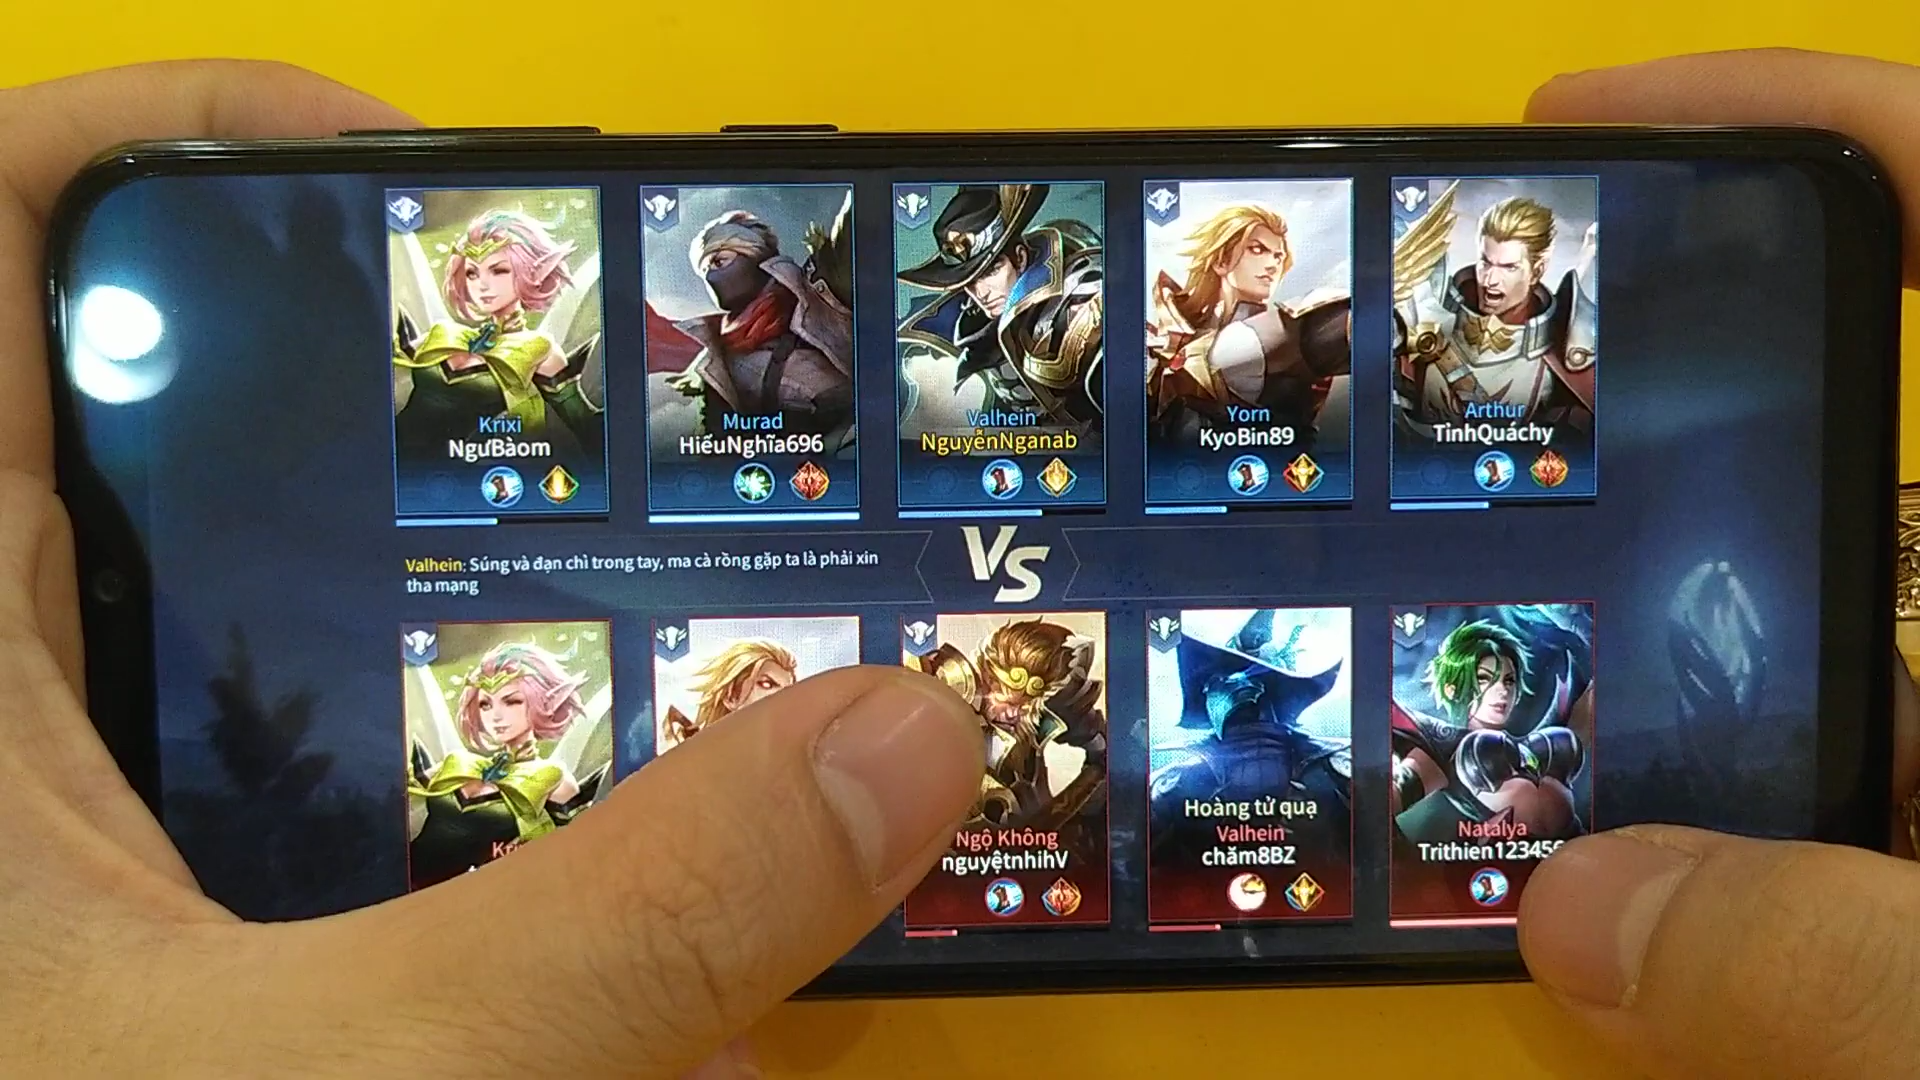 Krixi
NgưBàom
Murad
HiếuNghĩa696
Valhein
NguyễnNganab
Yorn
KyoBin89
Arthur
TinhQuáchy
Valhein: Súng và đạn chì trong tay, ma cà rồng gặp ta là phải xin
tha mạng
VS
Ngộ Không
nguyệtnhihV
Hoàng tử quạ
Valhein
chăm8BZ
Natalya